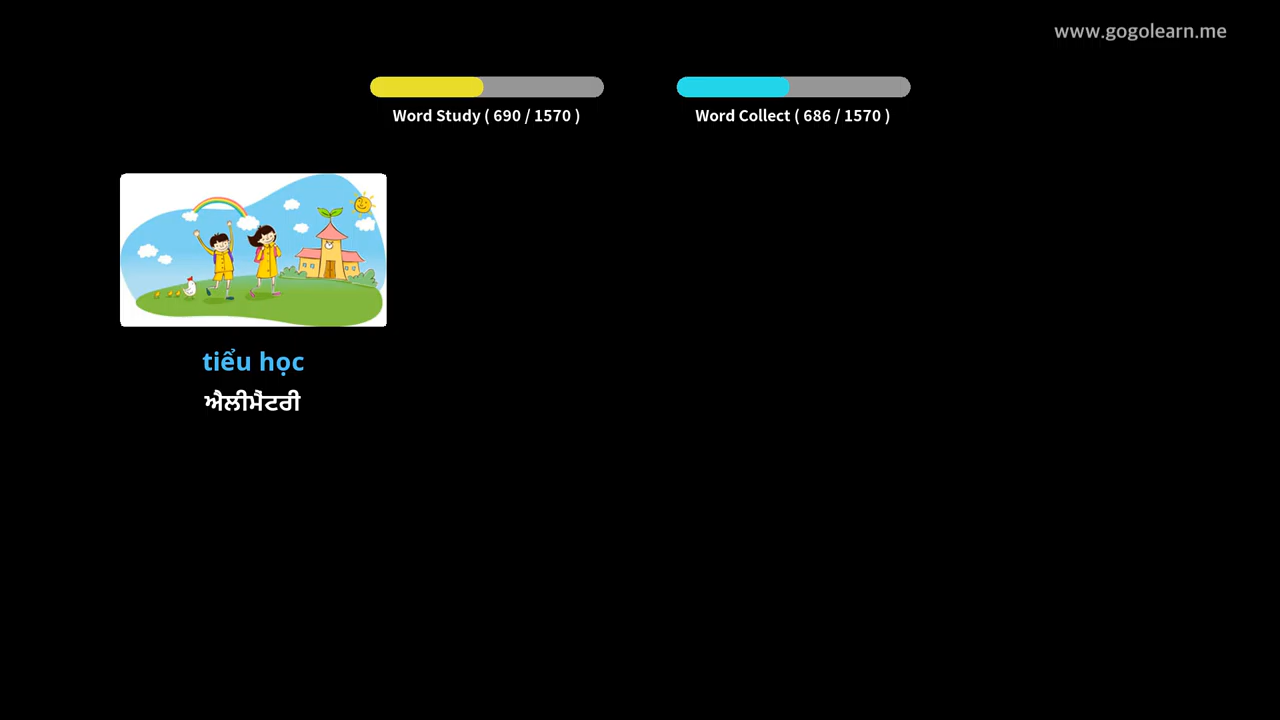 www.gogolearn.me
Word Study ( 690 / 1570 )
Word Collect ( 686 / 1570 )
tiểu học
ਐਲੀਮੈਂਟਰੀ